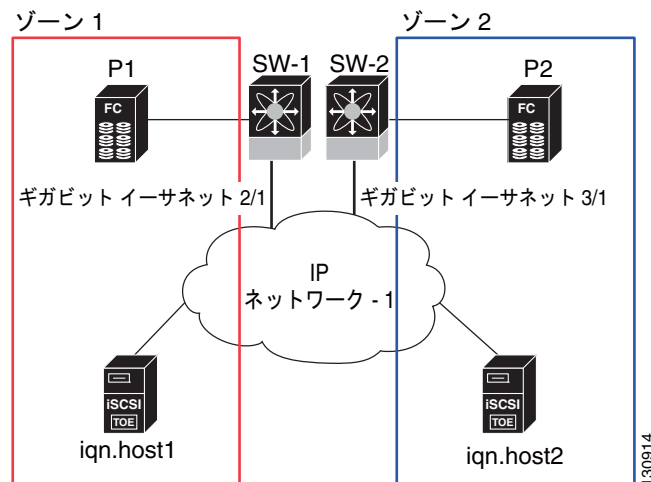 ゾーン 1
ゾーン 2
P1
SW-1
SW-2
P2
FC
FC
ギガビット イーサネット 2/1
ギガビット イーサネット 3/1
IP
ネットワーク - 1
iSCSI
TOE
iSCSI
TOE
iqn.host1
iqn.host2
130914